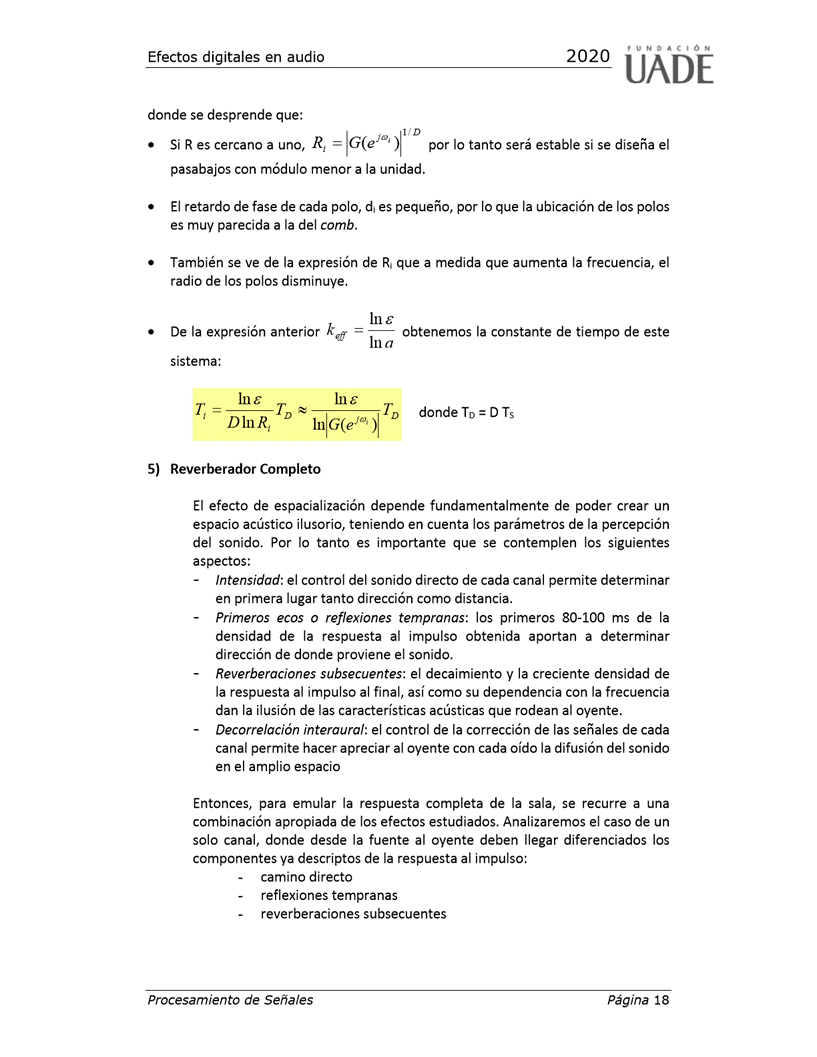 Efectos digitales en audio 2020 FUNDACIÓN UADE
donde se desprende que:
• Si R es cercano a uno, R_i = |G(e^{jω_i})|^{1/D} por lo tanto será estable si se diseña el
pasabajos con módulo menor a la unidad.
• El retardo de fase de cada polo, d_i es pequeño, por lo que la ubicación de los polos
es muy parecida a la del comb.
• También se ve de la expresión de R_i que a medida que aumenta la frecuencia, el
radio de los polos disminuye.
• De la expresión anterior k_{eff} = ln ε / ln a obtenemos la constante de tiempo de este
sistema:
T_i = (ln ε / D ln R_i) T_D ≈ (ln ε / ln|G(e^{jω_i})|) T_D donde T_D = D T_S
5) Reverberador Completo
El efecto de espacialización depende fundamentalmente de poder crear un
espacio acústico ilusorio, teniendo en cuenta los parámetros de la percepción
del sonido. Por lo tanto es importante que se contemplen los siguientes
aspectos:
- Intensidad: el control del sonido directo de cada canal permite determinar
en primera lugar tanto dirección como distancia.
- Primeros ecos o reflexiones tempranas: los primeros 80-100 ms de la
densidad de la respuesta al impulso obtenida aportan a determinar
dirección de donde proviene el sonido.
- Reverberaciones subsecuentes: el decaimiento y la creciente densidad de
la respuesta al impulso al final, así como su dependencia con la frecuencia
dan la ilusión de las características acústicas que rodean al oyente.
- Decorrelación interaural: el control de la corrección de las señales de cada
canal permite hacer apreciar al oyente con cada oído la difusión del sonido
en el amplio espacio
Entonces, para emular la respuesta completa de la sala, se recurre a una
combinación apropiada de los efectos estudiados. Analizaremos el caso de un
solo canal, donde desde la fuente al oyente deben llegar diferenciados los
componentes ya descriptos de la respuesta al impulso:
- camino directo
- reflexiones tempranas
- reverberaciones subsecuentes
Procesamiento de Señales Página 18